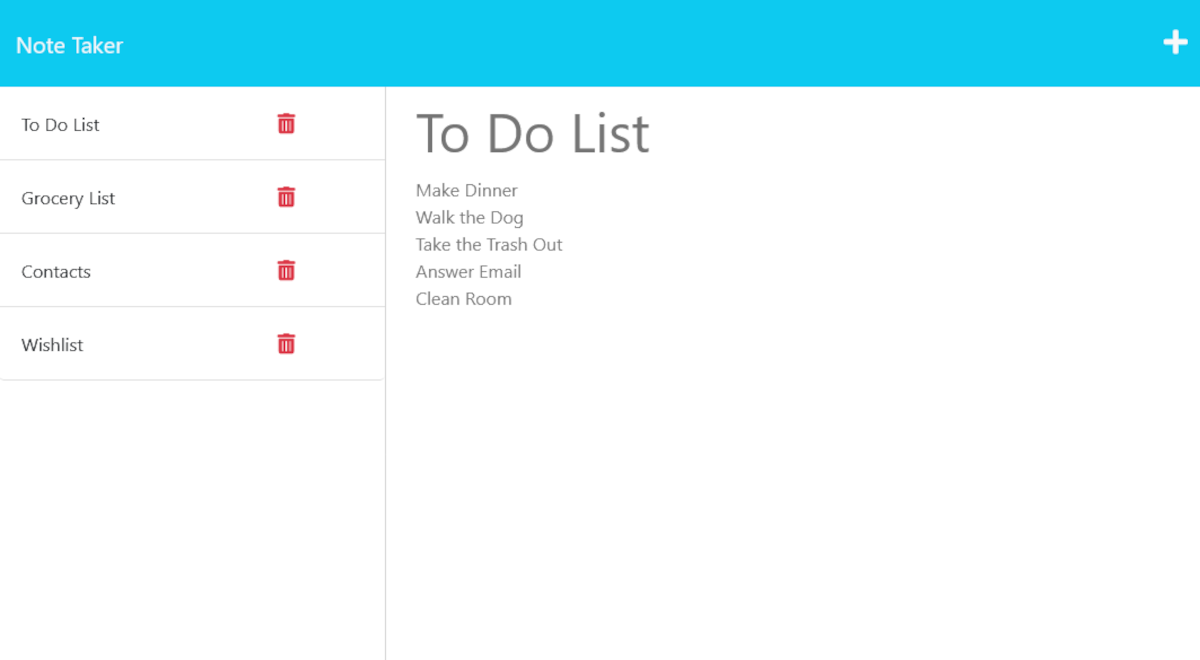 Note Taker
To Do List
Grocery List
Contacts
Wishlist
To Do List
Make Dinner
Walk the Dog
Take the Trash Out
Answer Email
Clean Room